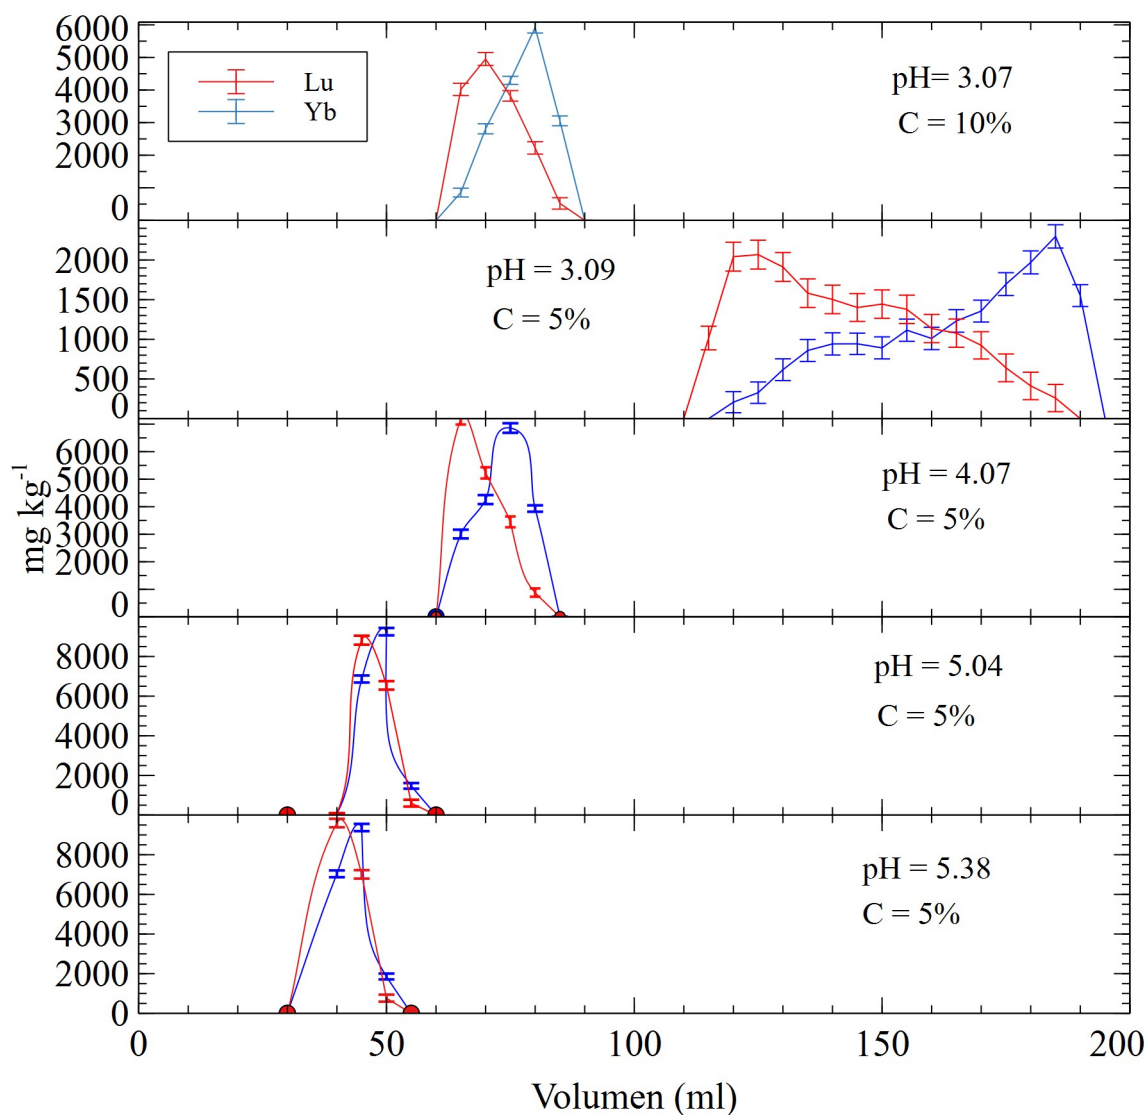 6000
5000
4000
3000
2000
0
Lu
Yb
pH= 3.07
C = 10%
2000
1500
1000
500
0
pH = 3.09
C = 5%
mg kg-1
6000
5000
4000
3000
2000
0
pH = 4.07
C = 5%
8000
6000
4000
2000
0
pH = 5.04
C = 5%
8000
6000
4000
2000
0
pH = 5.38
C = 5%
0 50 100 150 200
Volumen (ml)